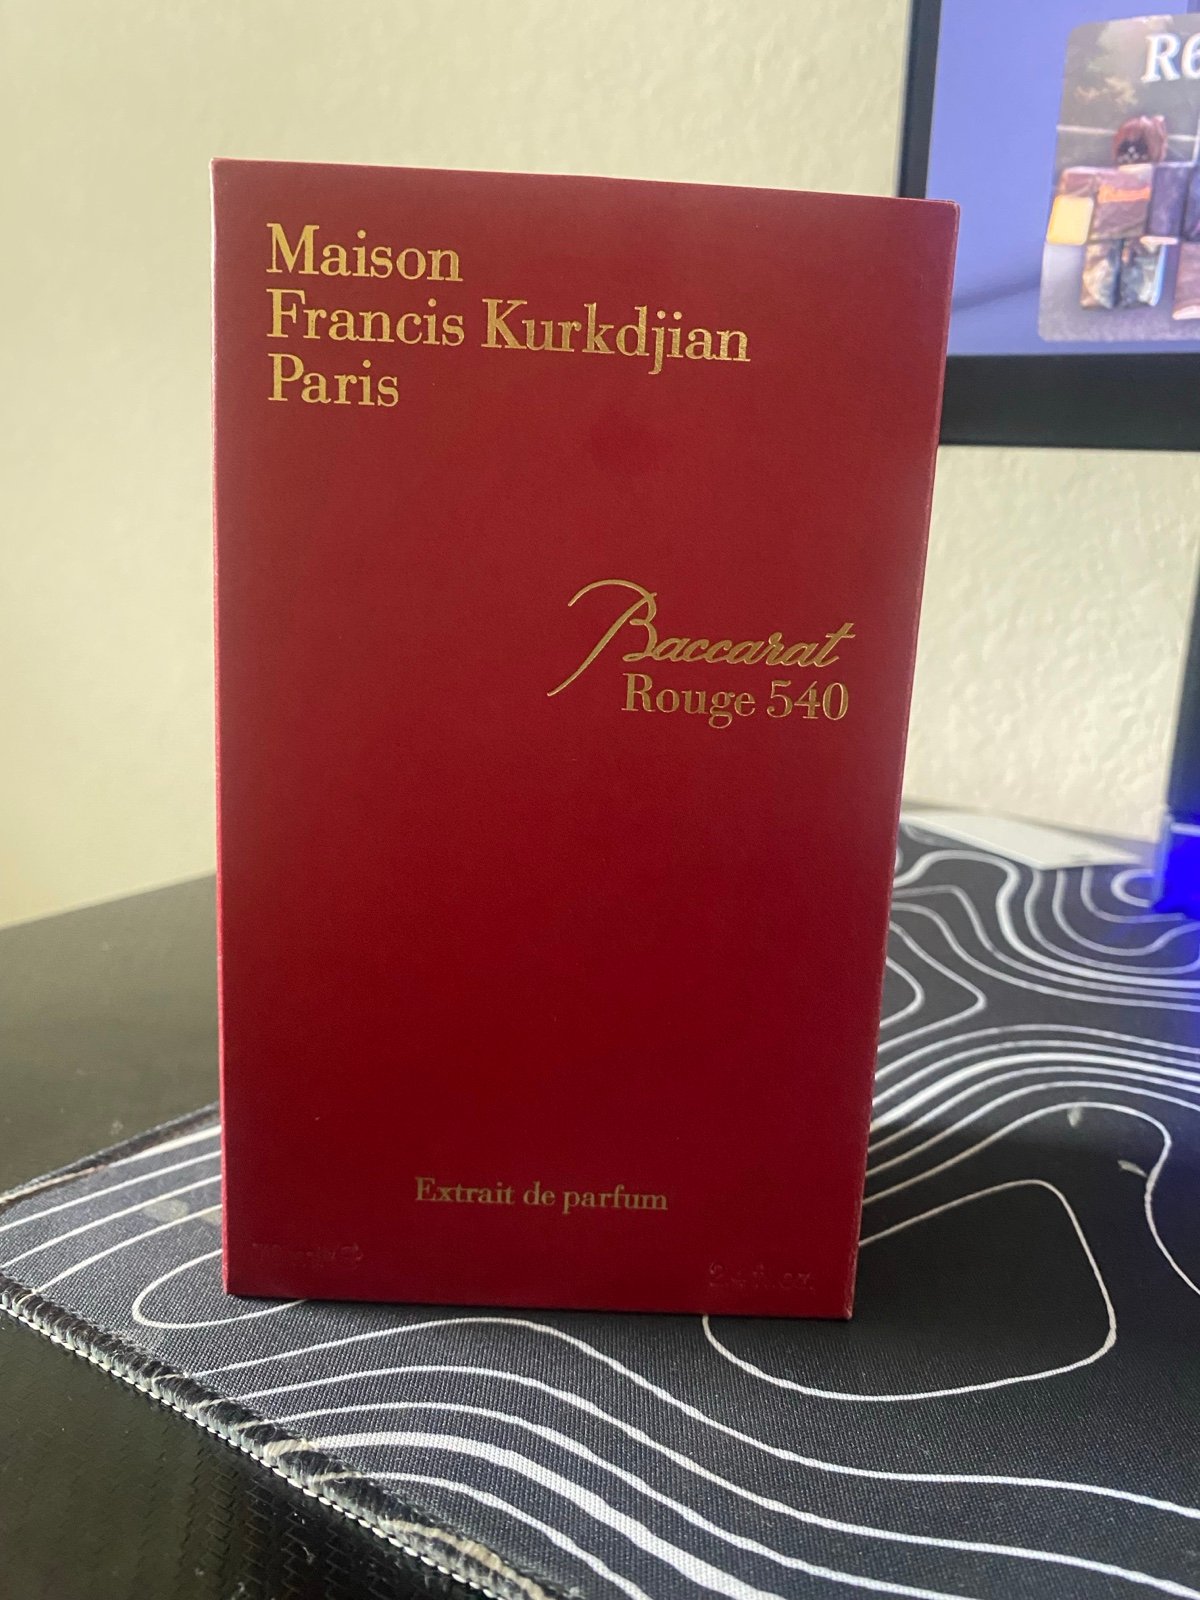 Maison
Francis Kurkdjian
Paris
Baccarat
Rouge 540
Extrait de parfum